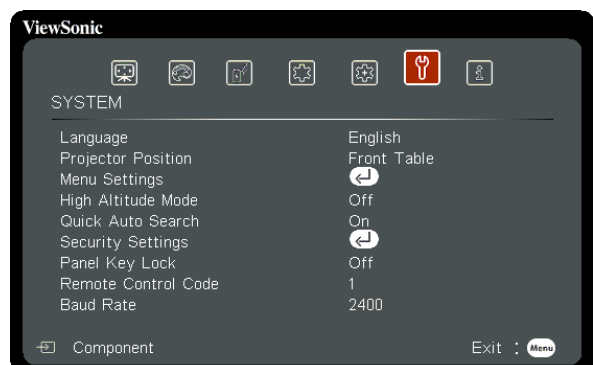 ViewSonic
SYSTEM
Language English
Projector Position Front Table
Menu Settings
High Altitude Mode Off
Quick Auto Search On
Security Settings
Panel Key Lock Off
Remote Control Code 1
Baud Rate 2400
Component Exit : Menu